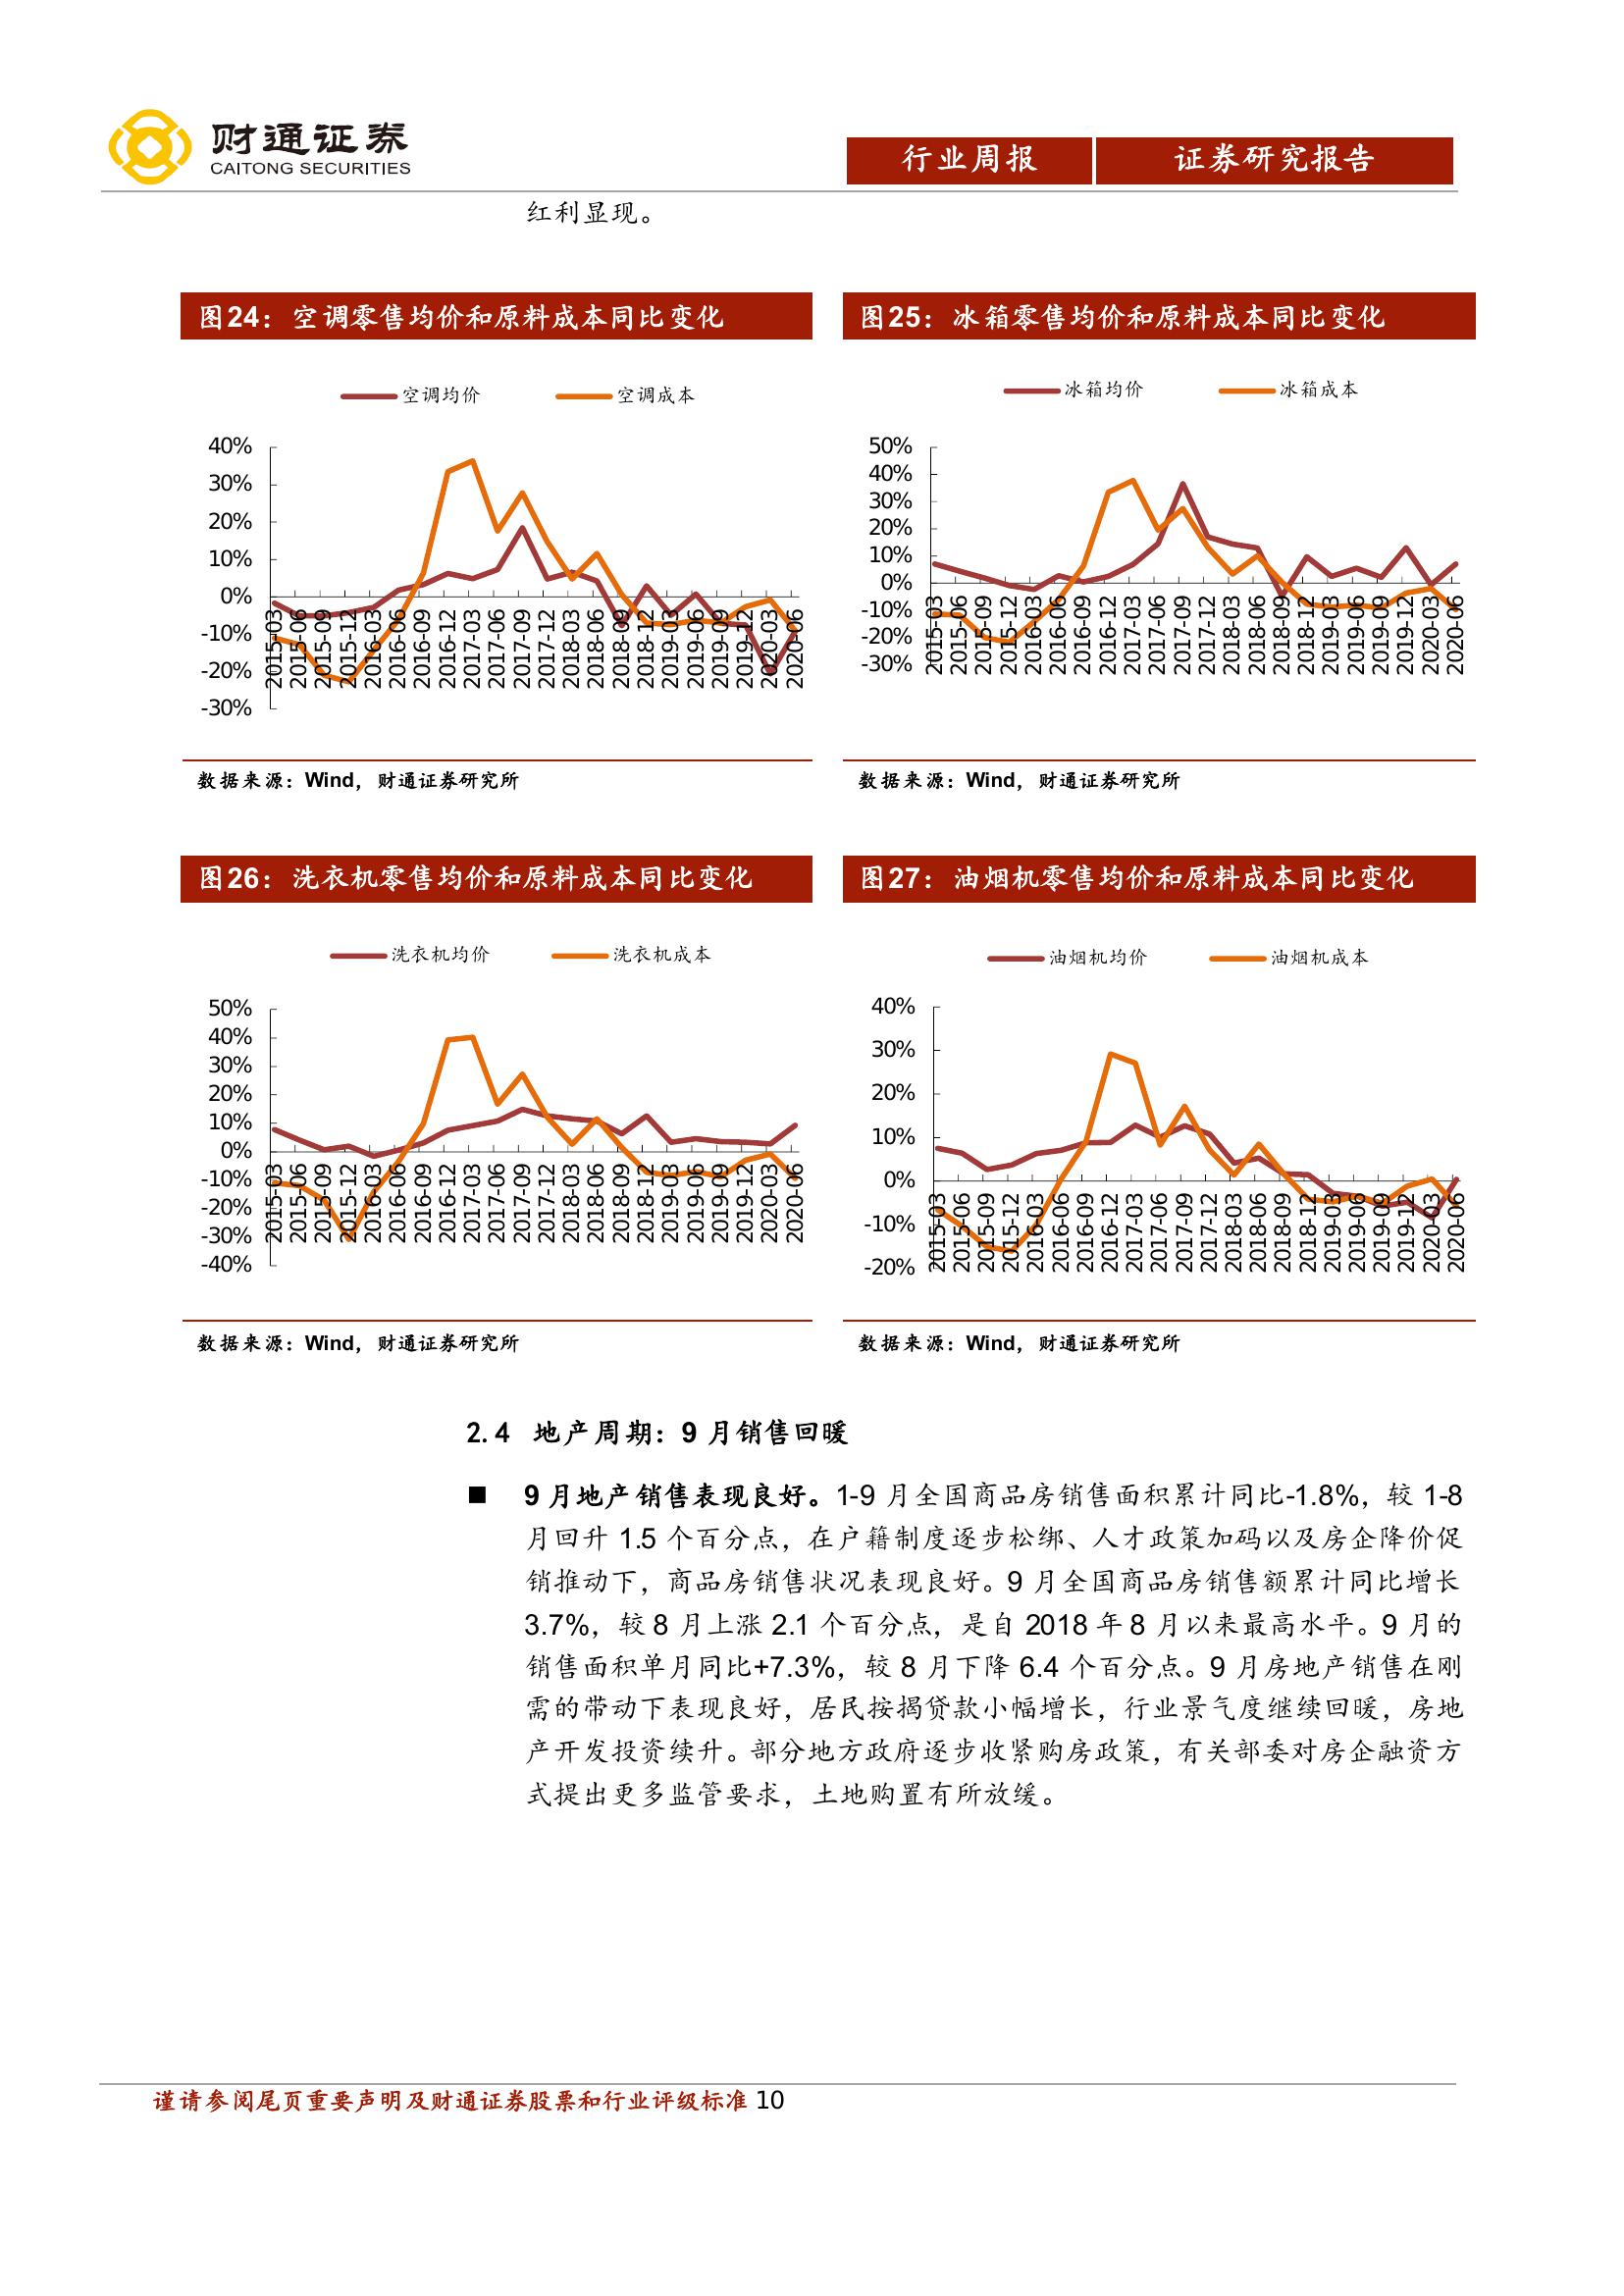 财通证券
CAITONG SECURITIES
行业周报 证券研究报告
红利显现。
图24：空调零售均价和原料成本同比变化
空调均价 空调成本
40%
30%
20%
10%
0%
-10%
-20%
-30%
2015-03 2015-06 2015-09 2015-12 2016-03 2016-06 2016-09 2016-12 2017-03 2017-06 2017-09 2017-12 2018-03 2018-06 2018-09 2018-12 2019-03 2019-06 2019-09 2019-12 2020-03 2020-06
数据来源：Wind，财通证券研究所
图25：冰箱零售均价和原料成本同比变化
冰箱均价 冰箱成本
50%
40%
30%
20%
10%
0%
-10%
-20%
-30%
2015-03 2015-06 2015-09 2015-12 2016-03 2016-06 2016-09 2016-12 2017-03 2017-06 2017-09 2017-12 2018-03 2018-06 2018-09 2018-12 2019-03 2019-06 2019-09 2019-12 2020-03 2020-06
数据来源：Wind，财通证券研究所
图26：洗衣机零售均价和原料成本同比变化
洗衣机均价 洗衣机成本
50%
40%
30%
20%
10%
0%
-10%
-20%
-30%
-40%
2015-03 2015-06 2015-09 2015-12 2016-03 2016-06 2016-09 2016-12 2017-03 2017-06 2017-09 2017-12 2018-03 2018-06 2018-09 2018-12 2019-03 2019-06 2019-09 2019-12 2020-03 2020-06
数据来源：Wind，财通证券研究所
图27：油烟机零售均价和原料成本同比变化
油烟机均价 油烟机成本
40%
30%
20%
10%
0%
-10%
-20%
2015-03 2015-06 2015-09 2015-12 2016-03 2016-06 2016-09 2016-12 2017-03 2017-06 2017-09 2017-12 2018-03 2018-06 2018-09 2018-12 2019-03 2019-06 2019-09 2019-12 2020-03 2020-06
数据来源：Wind，财通证券研究所
2.4 地产周期：9 月销售回暖
■ 9 月地产销售表现良好。1-9 月全国商品房销售面积累计同比-1.8%，较 1-8
月回升 1.5 个百分点，在户籍制度逐步松绑、人才政策加码以及房企降价促
销推动下，商品房销售状况表现良好。9 月全国商品房销售额累计同比增长
3.7%，较 8 月上涨 2.1 个百分点，是自 2018 年 8 月以来最高水平。9 月的
销售面积单月同比+7.3%，较 8 月下降 6.4 个百分点。9 月房地产销售在刚
需的带动下表现良好，居民按揭贷款小幅增长，行业景气度继续回暖，房地
产开发投资续升。部分地方政府逐步收紧购房政策，有关部委对房企融资方
式提出更多监管要求，土地购置有所放缓。
谨请参阅尾页重要声明及财通证券股票和行业评级标准 10